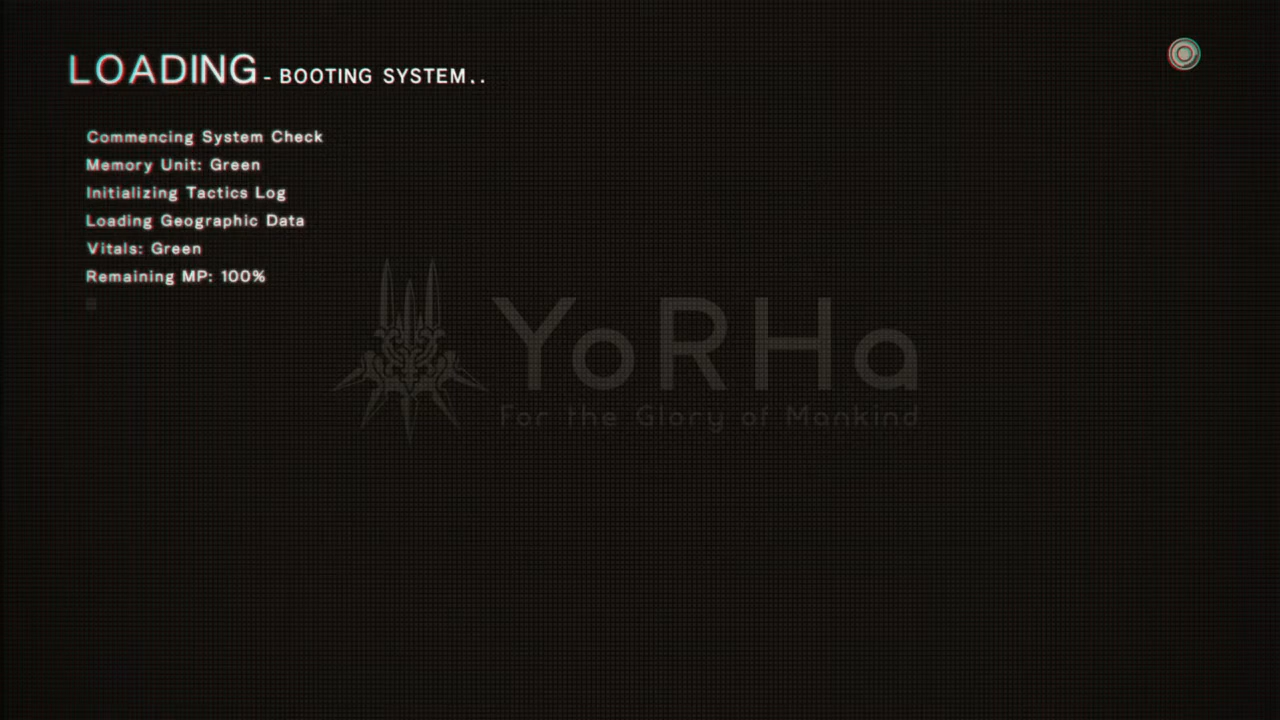 LOADING - BOOTING SYSTEM..
Commencing System Check
Memory Unit: Green
Initializing Tactics Log
Loading Geographic Data
Vitals: Green
Remaining MP: 100%
YoRHa
For the Glory of Mankind